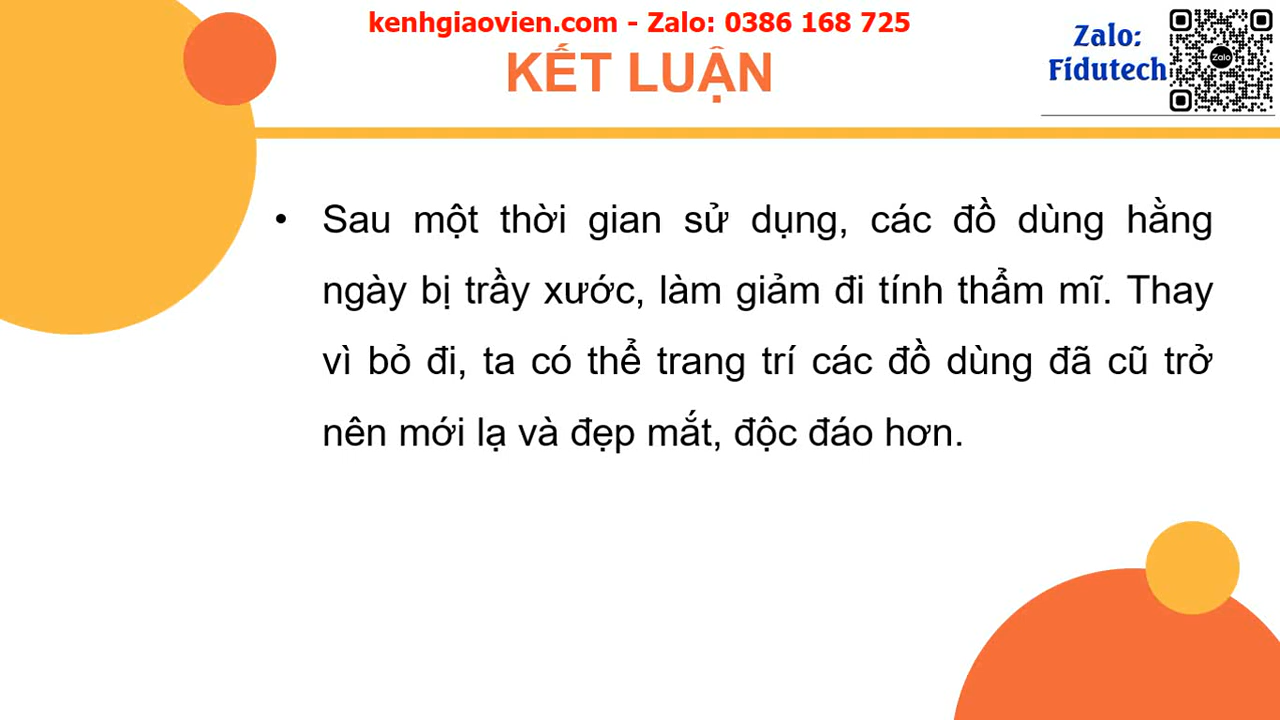 kenhgiaovien.com - Zalo: 0386 168 725
KẾT LUẬN
Zalo:
Fidutech
Zalo
• Sau một thời gian sử dụng, các đồ dùng hằng
ngày bị trầy xước, làm giảm đi tính thẩm mĩ. Thay
vì bỏ đi, ta có thể trang trí các đồ dùng đã cũ trở
nên mới lạ và đẹp mắt, độc đáo hơn.